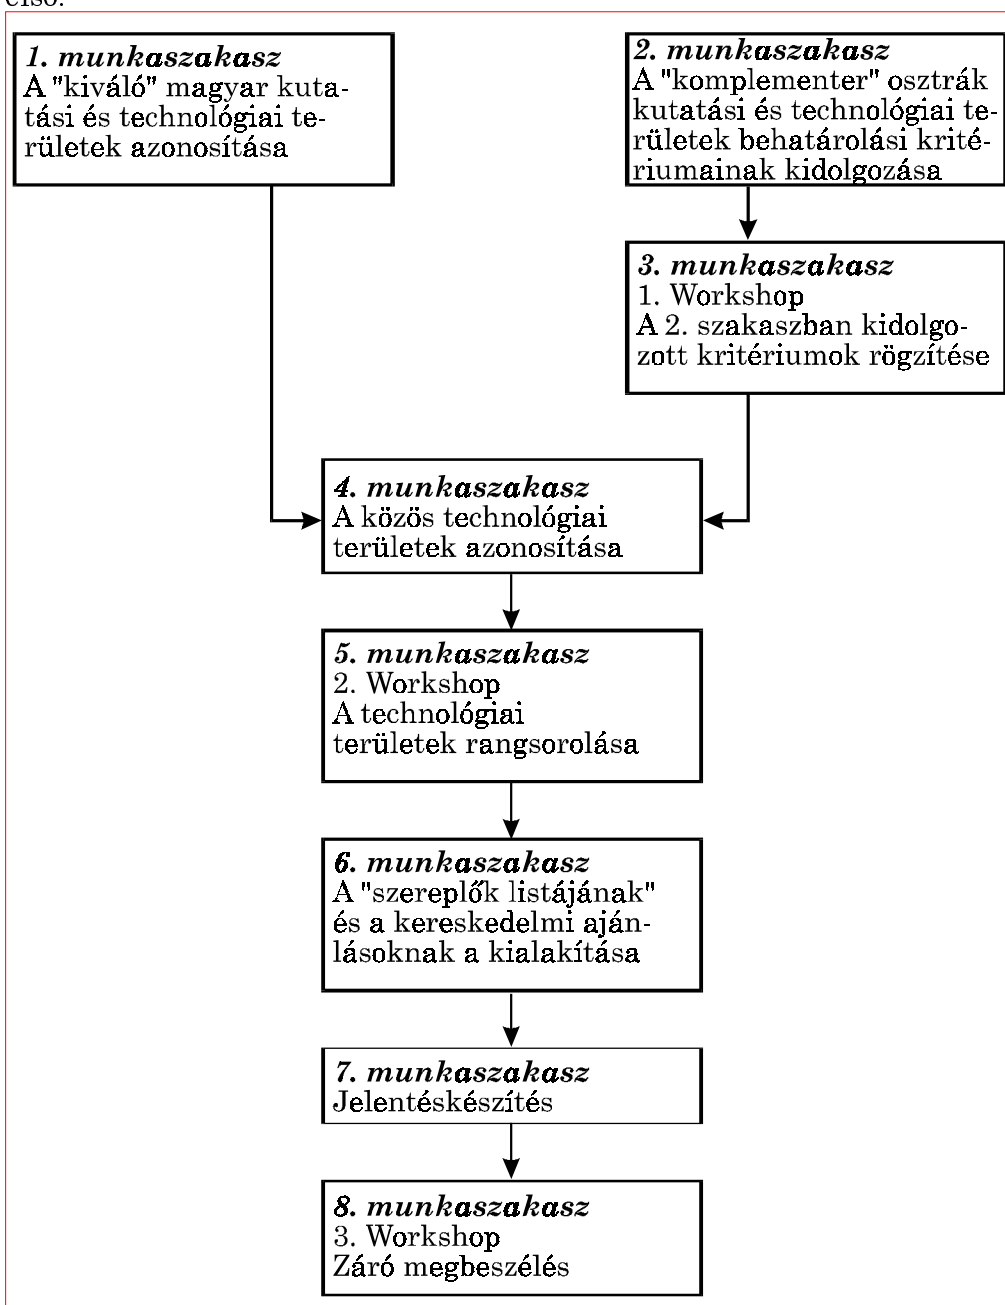 első.
1. munkaszakasz
A "kiváló" magyar kuta-
tási és technológiai te-
rületek azonosítása
2. munkaszakasz
A "komplementer" osztrák
kutatási és technológiai te-
rületek behatárolási krité-
riumainak kidolgozása
3. munkaszakasz
1. Workshop
A 2. szakaszban kidolgo-
zott kritériumok rögzítése
4. munkaszakasz
A közös technológiai
területek azonosítása
5. munkaszakasz
2. Workshop
A technológiai
területek rangsorolása
6. munkaszakasz
A "szereplők listájának"
és a kereskedelmi aján-
lásoknak a kialakítása
7. munkaszakasz
Jelentéskészítés
8. munkaszakasz
3. Workshop
Záró megbeszélés